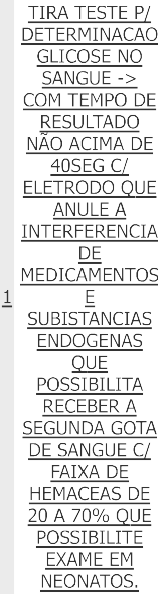 TIRA TESTE P/
DETERMINACAO
GLICOSE NO
SANGUE ->
COM TEMPO DE
RESULTADO
NÃO ACIMA DE
40SEG C/
ELETRODO QUE
ANULE A
INTERFERENCIA
DE
MEDICAMENTOS
1 E
SUBISTANCIAS
ENDOGENAS
QUE
POSSIBILITA
RECEBER A
SEGUNDA GOTA
DE SANGUE C/
FAIXA DE
HEMACEAS DE
20 A 70% QUE
POSSIBILITE
EXAME EM
NEONATOS.